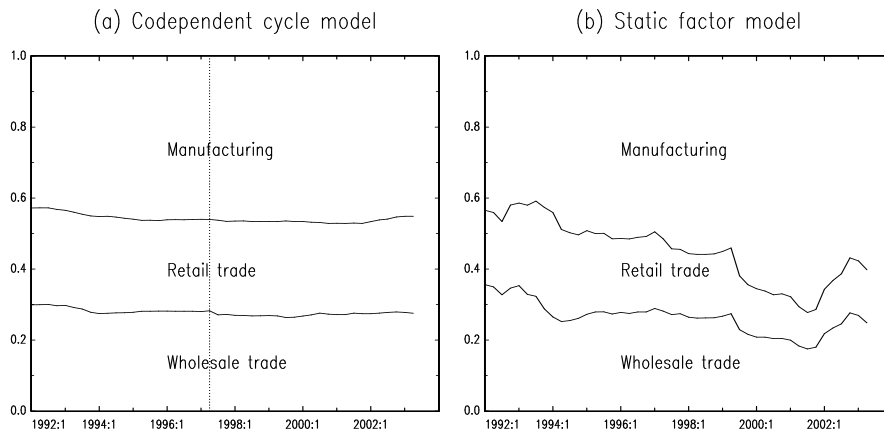 (a) Codependent cycle model
(b) Static factor model
1.0
0.8
0.6
0.4
0.2
0.0
Manufacturing
Retail trade
Wholesale trade
1992:1 1994:1 1996:1 1998:1 2000:1 2002:1
1.0
0.8
0.6
0.4
0.2
0.0
Manufacturing
Retail trade
Wholesale trade
1992:1 1994:1 1996:1 1998:1 2000:1 2002:1